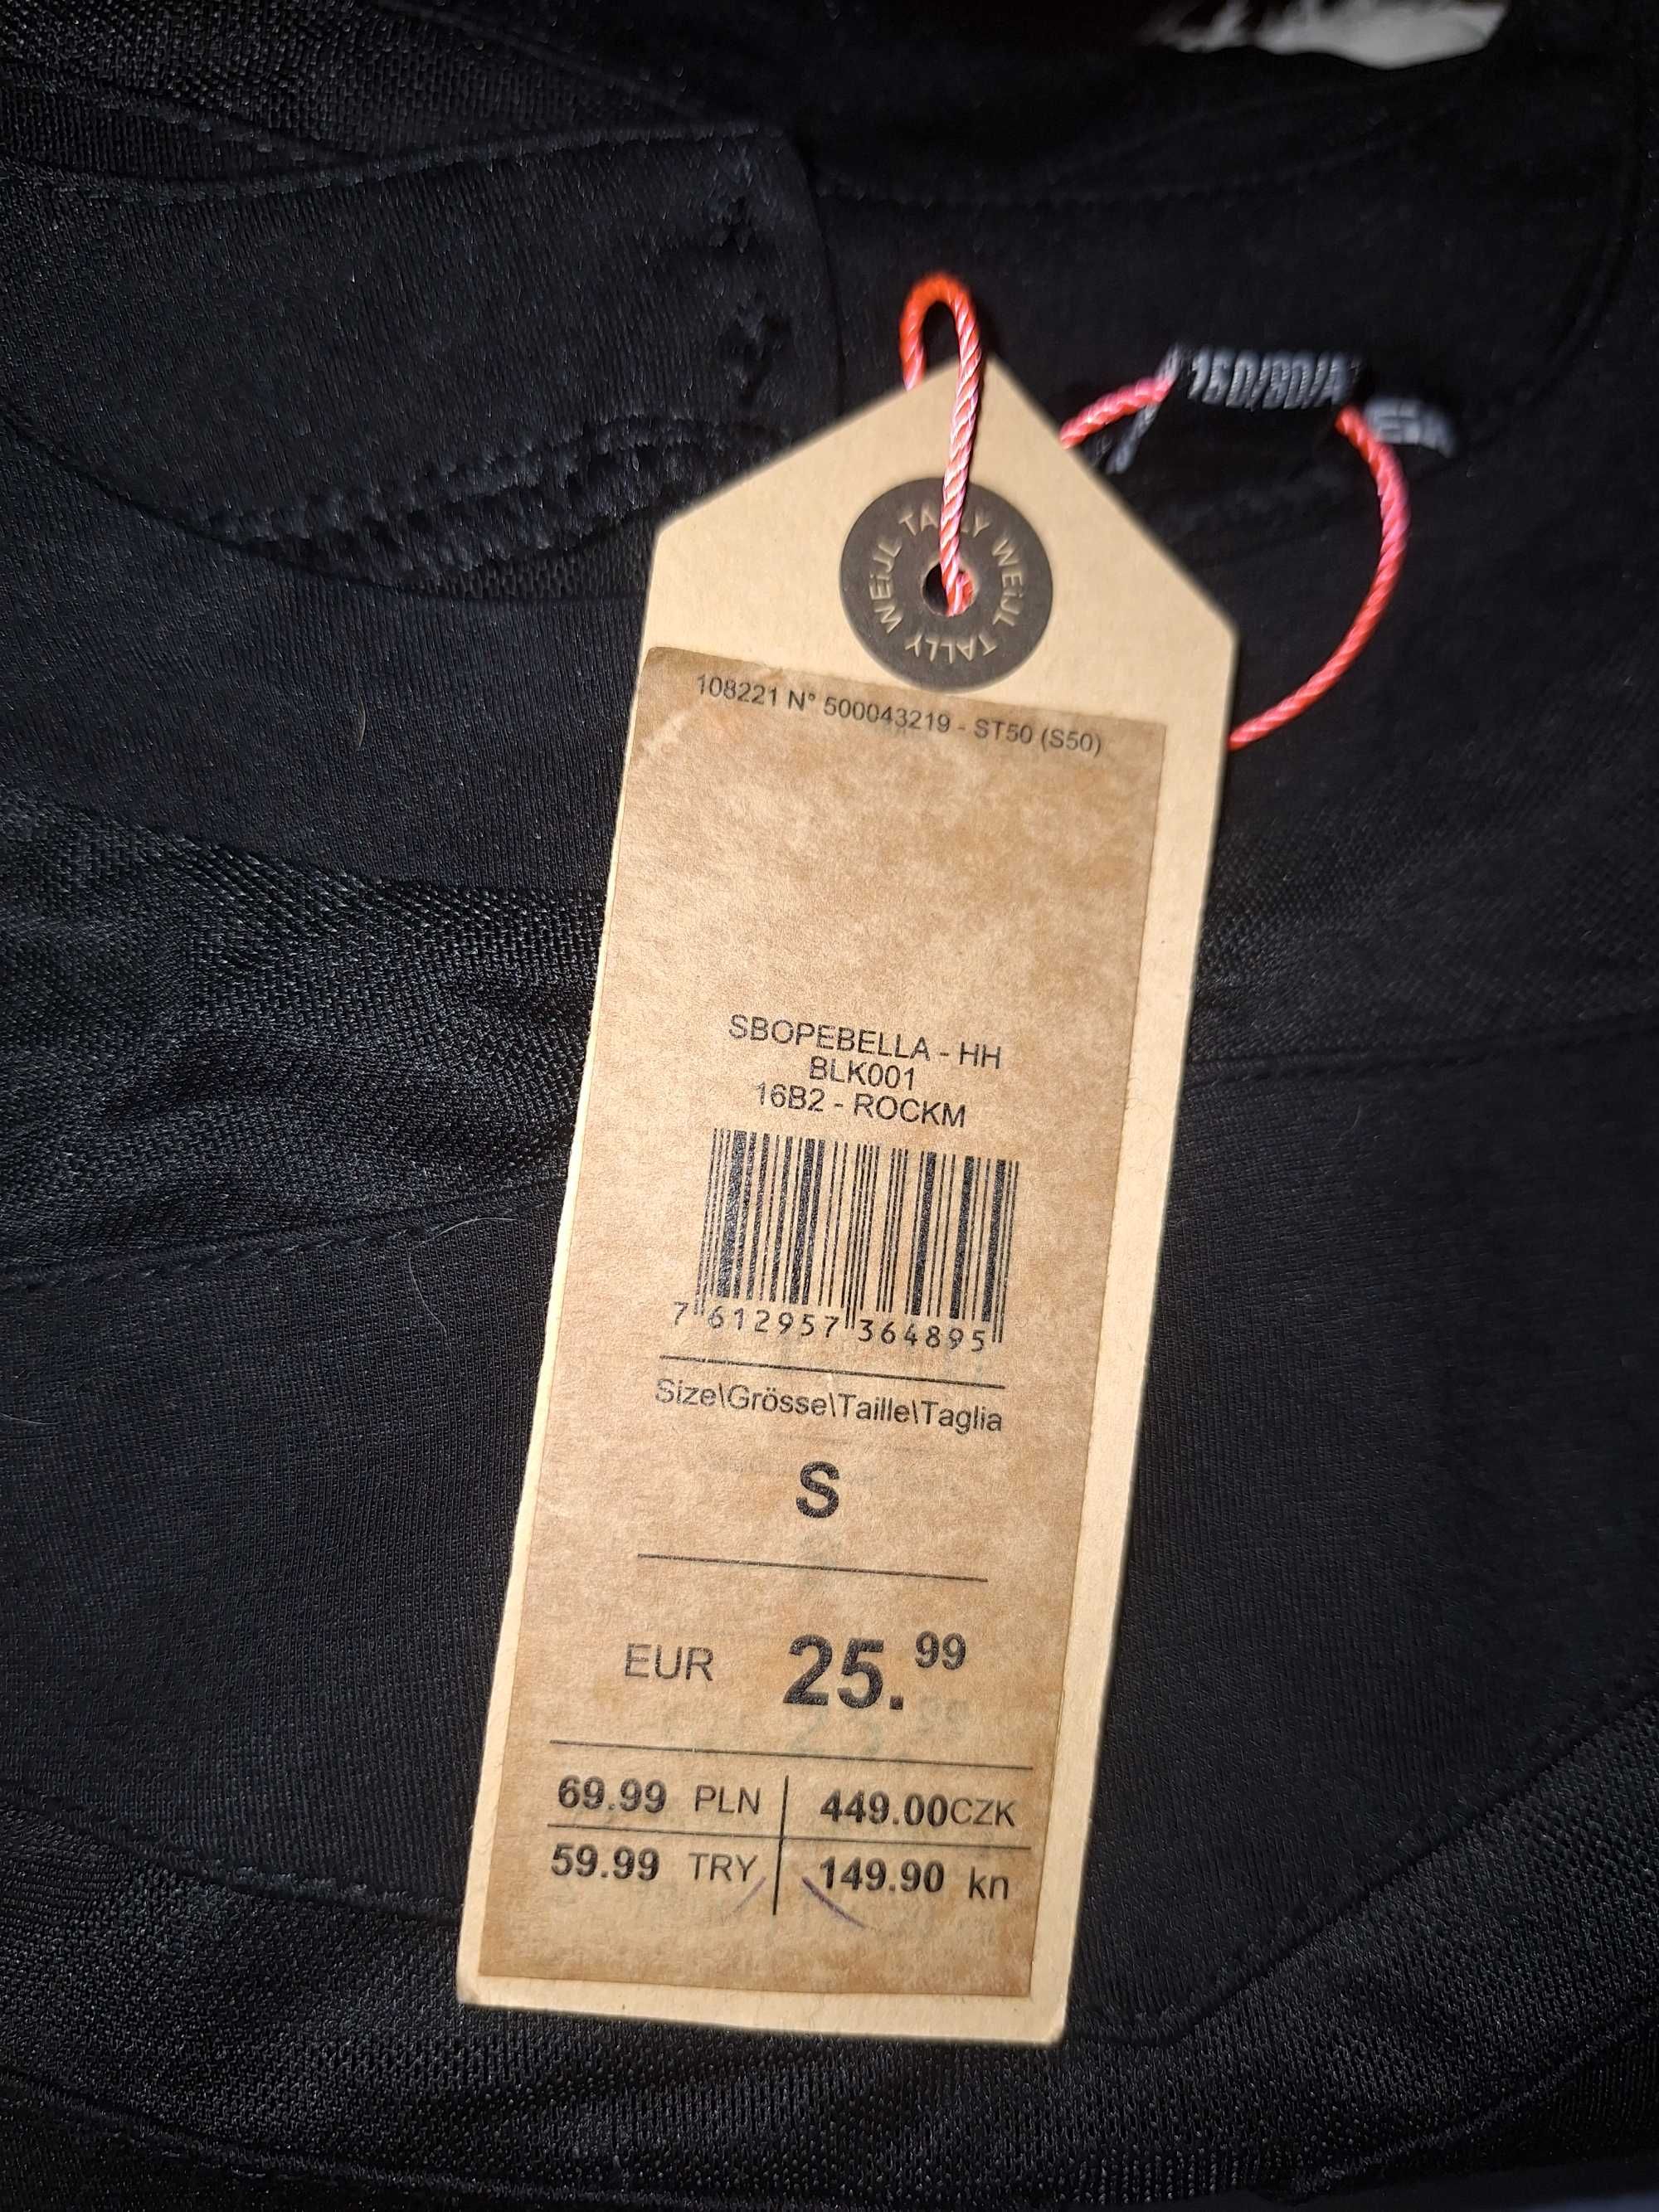 TALLY WEiJL TALLY WEiJL
108221 N° 500043219 - ST50 (S50)
SBOPEBELLA - HH
BLK001
16B2 - ROCKM
7 612957 364895
Size\Grösse\Taille\Taglia
S
EUR 25.99
69.99 PLN 449.00CZK
59.99 TRY 149.90 kn